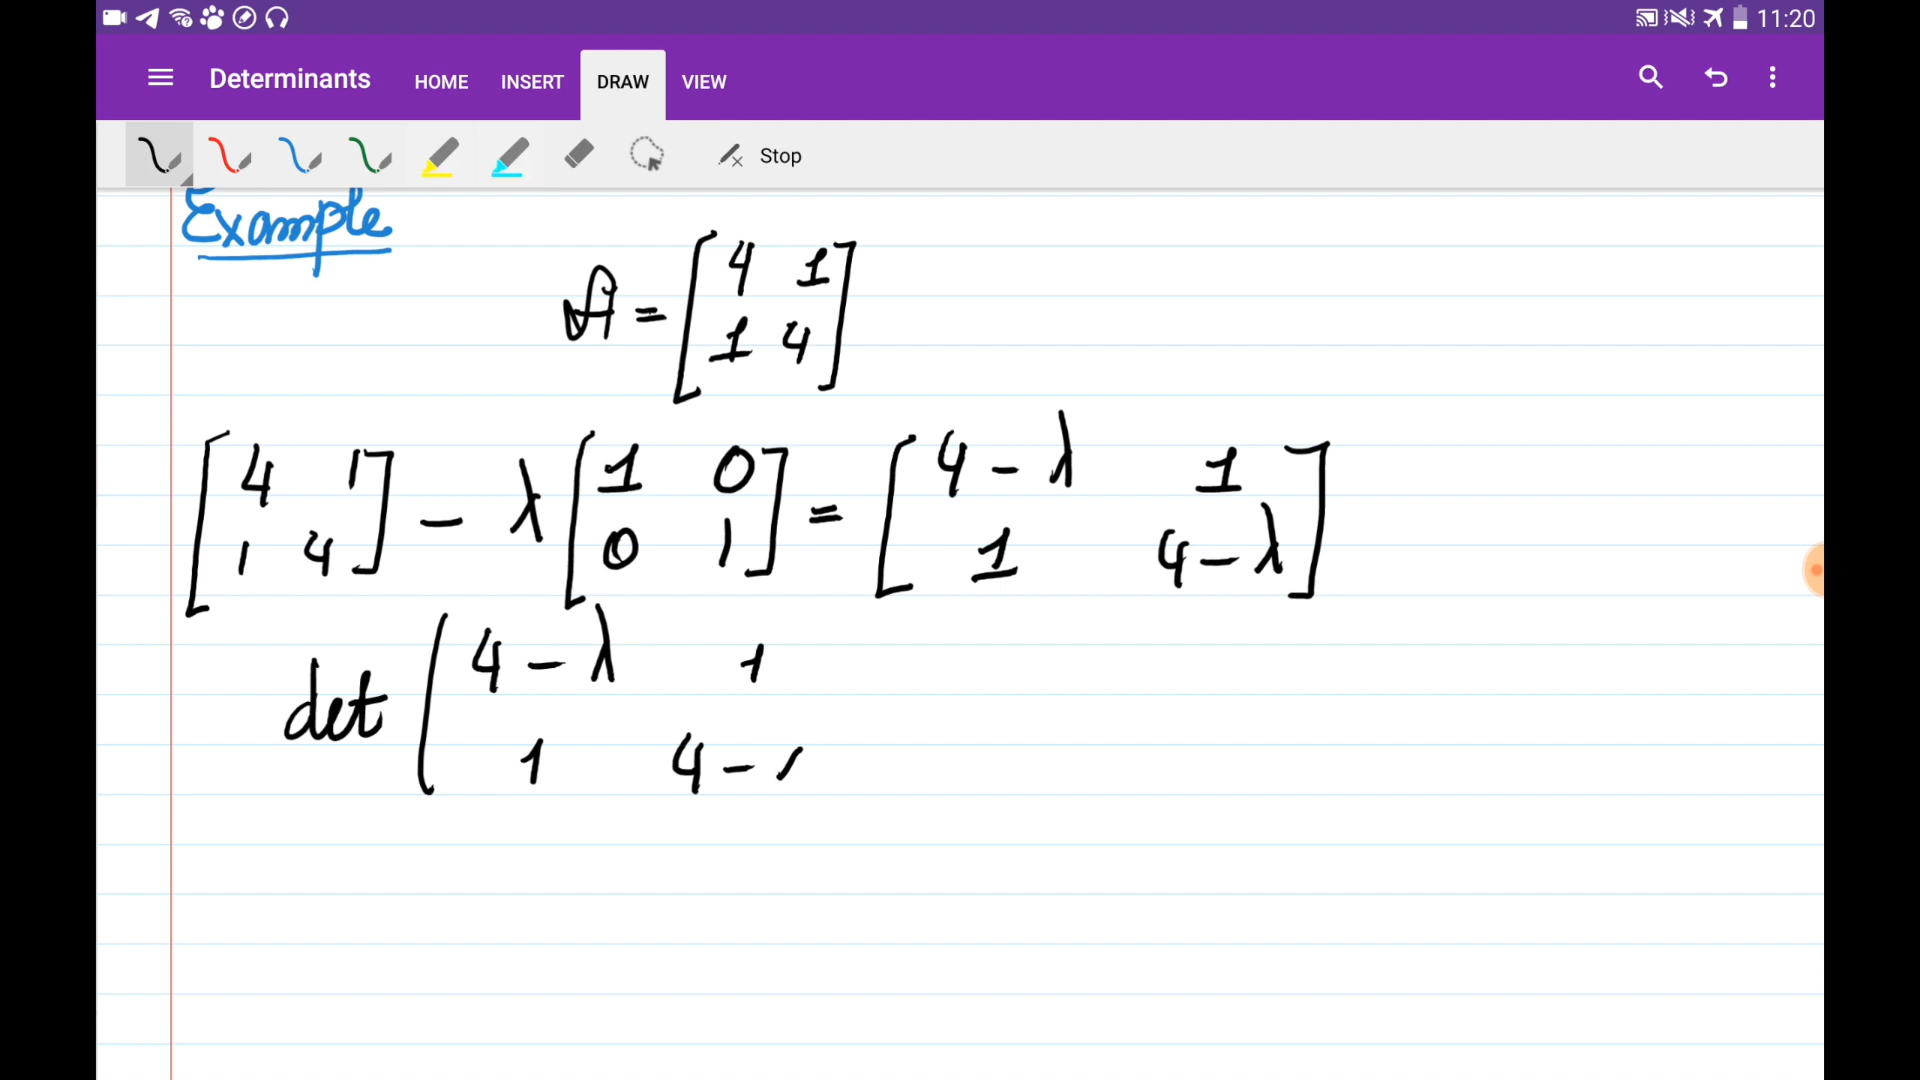 11:20
Determinants HOME INSERT DRAW VIEW
Stop
Example
A = [4 1
1 4]
[4 1 − λ [1 0 = [4−λ 1
1 4] 0 1] 1 4−λ]
det (4−λ 1
1 4−